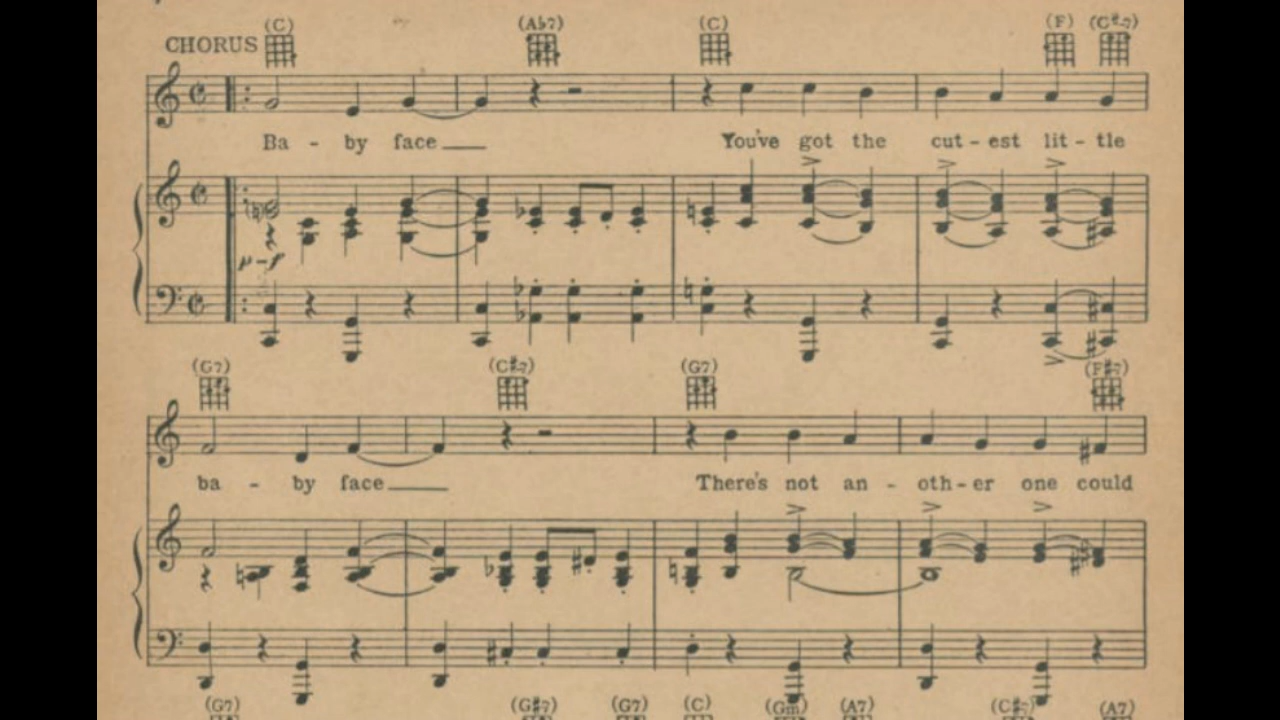 (C) (A♭7) (C) (F) (C#7)
CHORUS
Ba - by face You've got the cut - est lit - tle
p-f
(G7) (C#7) (G7) (F#7)
ba - by face There's not an - oth - er one could
(G7) (G#7) (G7) (C) (Gm) (A7) (C#7) (A7)